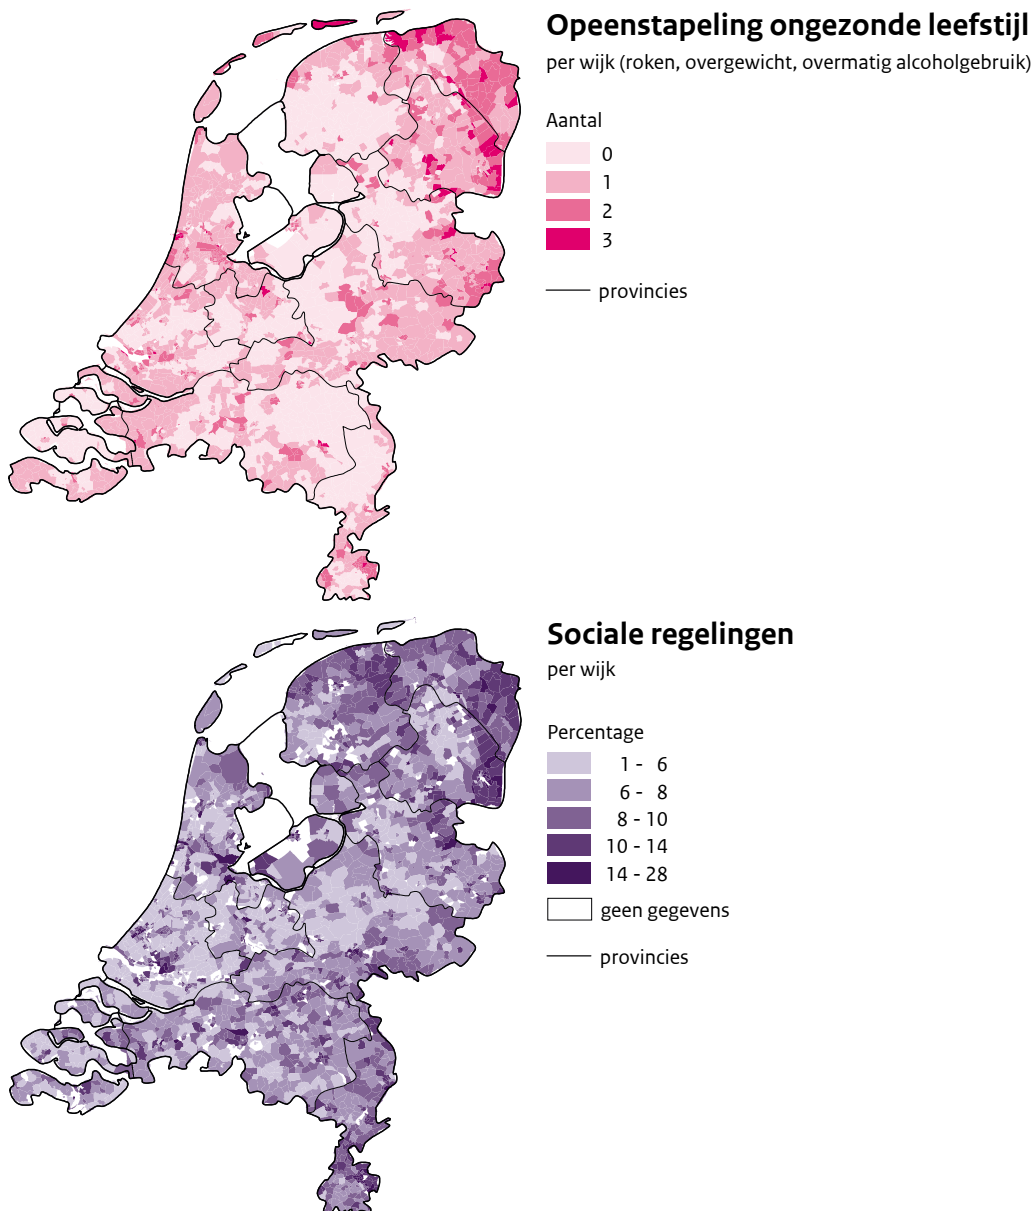 Opeenstapeling ongezonde leefstijl
per wijk (roken, overgewicht, overmatig alcoholgebruik)
Aantal
0
1
2
3
provincies
Sociale regelingen
per wijk
Percentage
1 - 6
6 - 8
8 - 10
10 - 14
14 - 28
geen gegevens
provincies